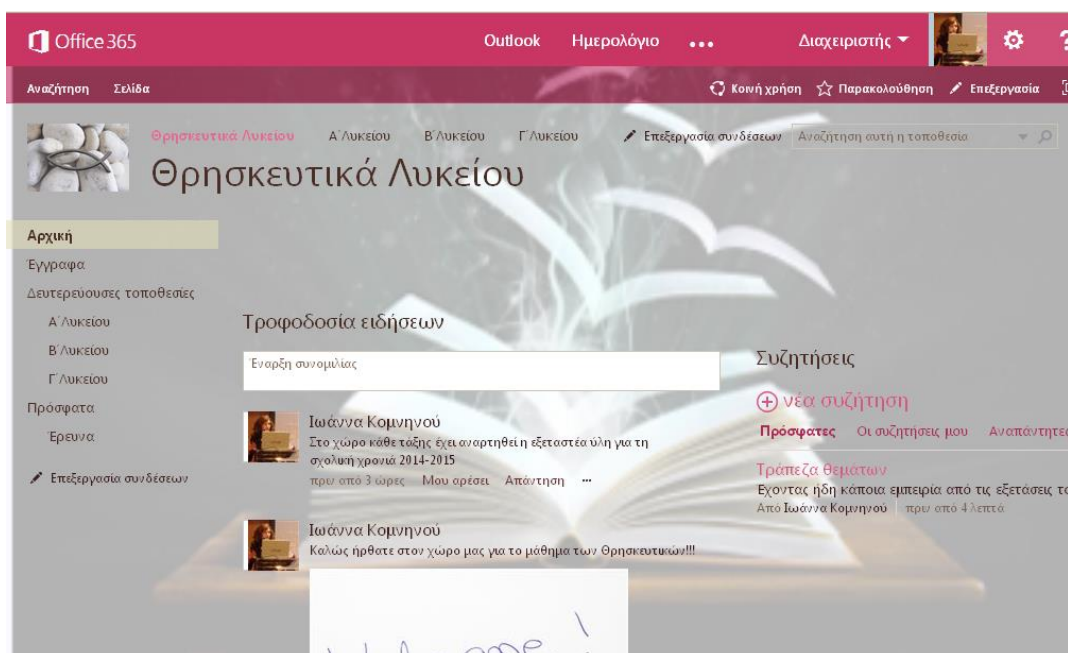 Office 365
Outlook Ημερολόγιο ••• Διαχειριστής
Αναζήτηση Σελίδα Κοινή χρήση Παρακολούθηση Επεξεργασία
Θρησκευτικά Λυκείου Α΄Λυκείου Β΄Λυκείου Γ΄Λυκείου Επεξεργασία συνδέσεων Αναζήτηση αυτή η τοποθεσία
Θρησκευτικά Λυκείου
Αρχική
Έγγραφα
Δευτερεύουσες τοποθεσίες
Α΄Λυκείου
Β΄Λυκείου
Γ΄Λυκείου
Πρόσφατα
Έρευνα
Επεξεργασία συνδέσεων
Τροφοδοσία ειδήσεων
Έναρξη συνομιλίας
Ιωάννα Κομνηνού
Στο χώρο κάθε τάξης έχει αναρτηθεί η εξεταστέα ύλη για τη
σχολική χρονιά 2014-2015
πριν από 3 ώρες Μου αρέσει Απάντηση ...
Ιωάννα Κομνηνού
Καλώς ήρθατε στον χώρο μας για το μάθημα των Θρησκευτικών!!!
Συζητήσεις
νέα συζήτηση
Πρόσφατες Οι συζητήσεις μου Αναπάντητες
Τράπεζα θεμάτων
Έχοντας ήδη κάποια εμπειρία από τις εξετάσεις το
Από Ιωάννα Κομνηνού πριν από 4 λεπτά